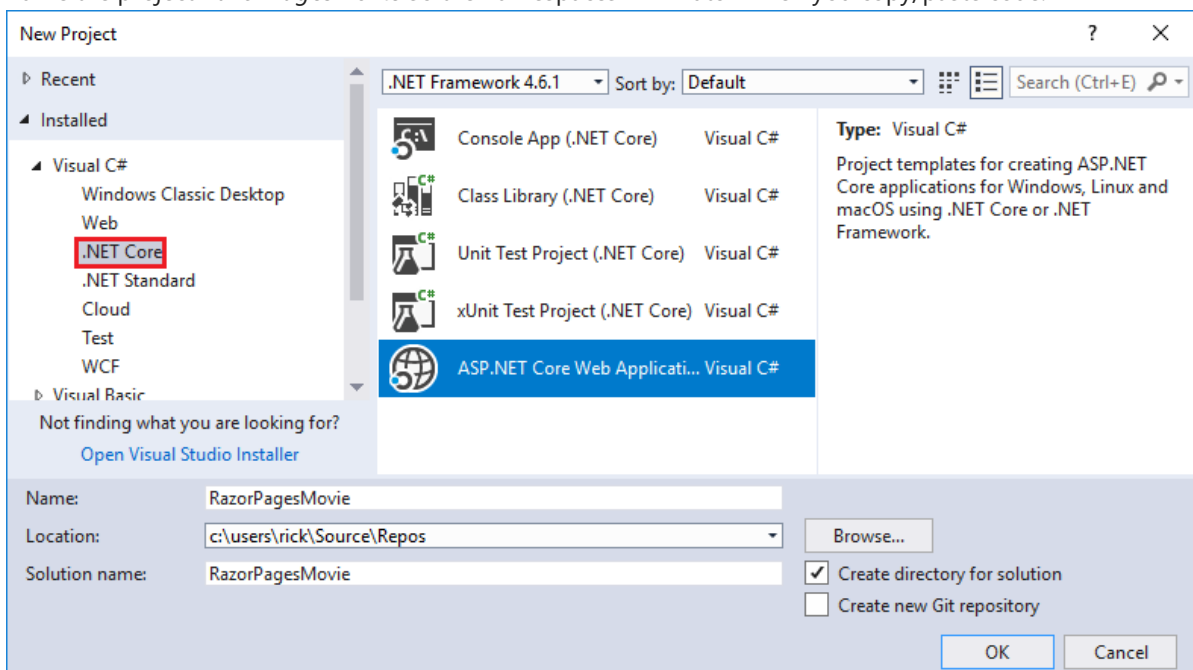 New Project
?
Recent
.NET Framework 4.6.1
Sort by: Default
Search (Ctrl+E)
Installed
Visual C#
Windows Classic Desktop
Web
.NET Core
.NET Standard
Cloud
Test
WCF
Visual Basic
Not finding what you are looking for?
Open Visual Studio Installer
C:\
Console App (.NET Core) Visual C#
C#
Class Library (.NET Core) Visual C#
C#
Unit Test Project (.NET Core) Visual C#
C#
xUnit Test Project (.NET Core) Visual C#
ASP.NET Core Web Applicati... Visual C#
Type: Visual C#
Project templates for creating ASP.NET
Core applications for Windows, Linux and
macOS using .NET Core or .NET
Framework.
Name: RazorPagesMovie
Location: c:\users\rick\Source\Repos
Browse...
Solution name: RazorPagesMovie
Create directory for solution
Create new Git repository
OK
Cancel